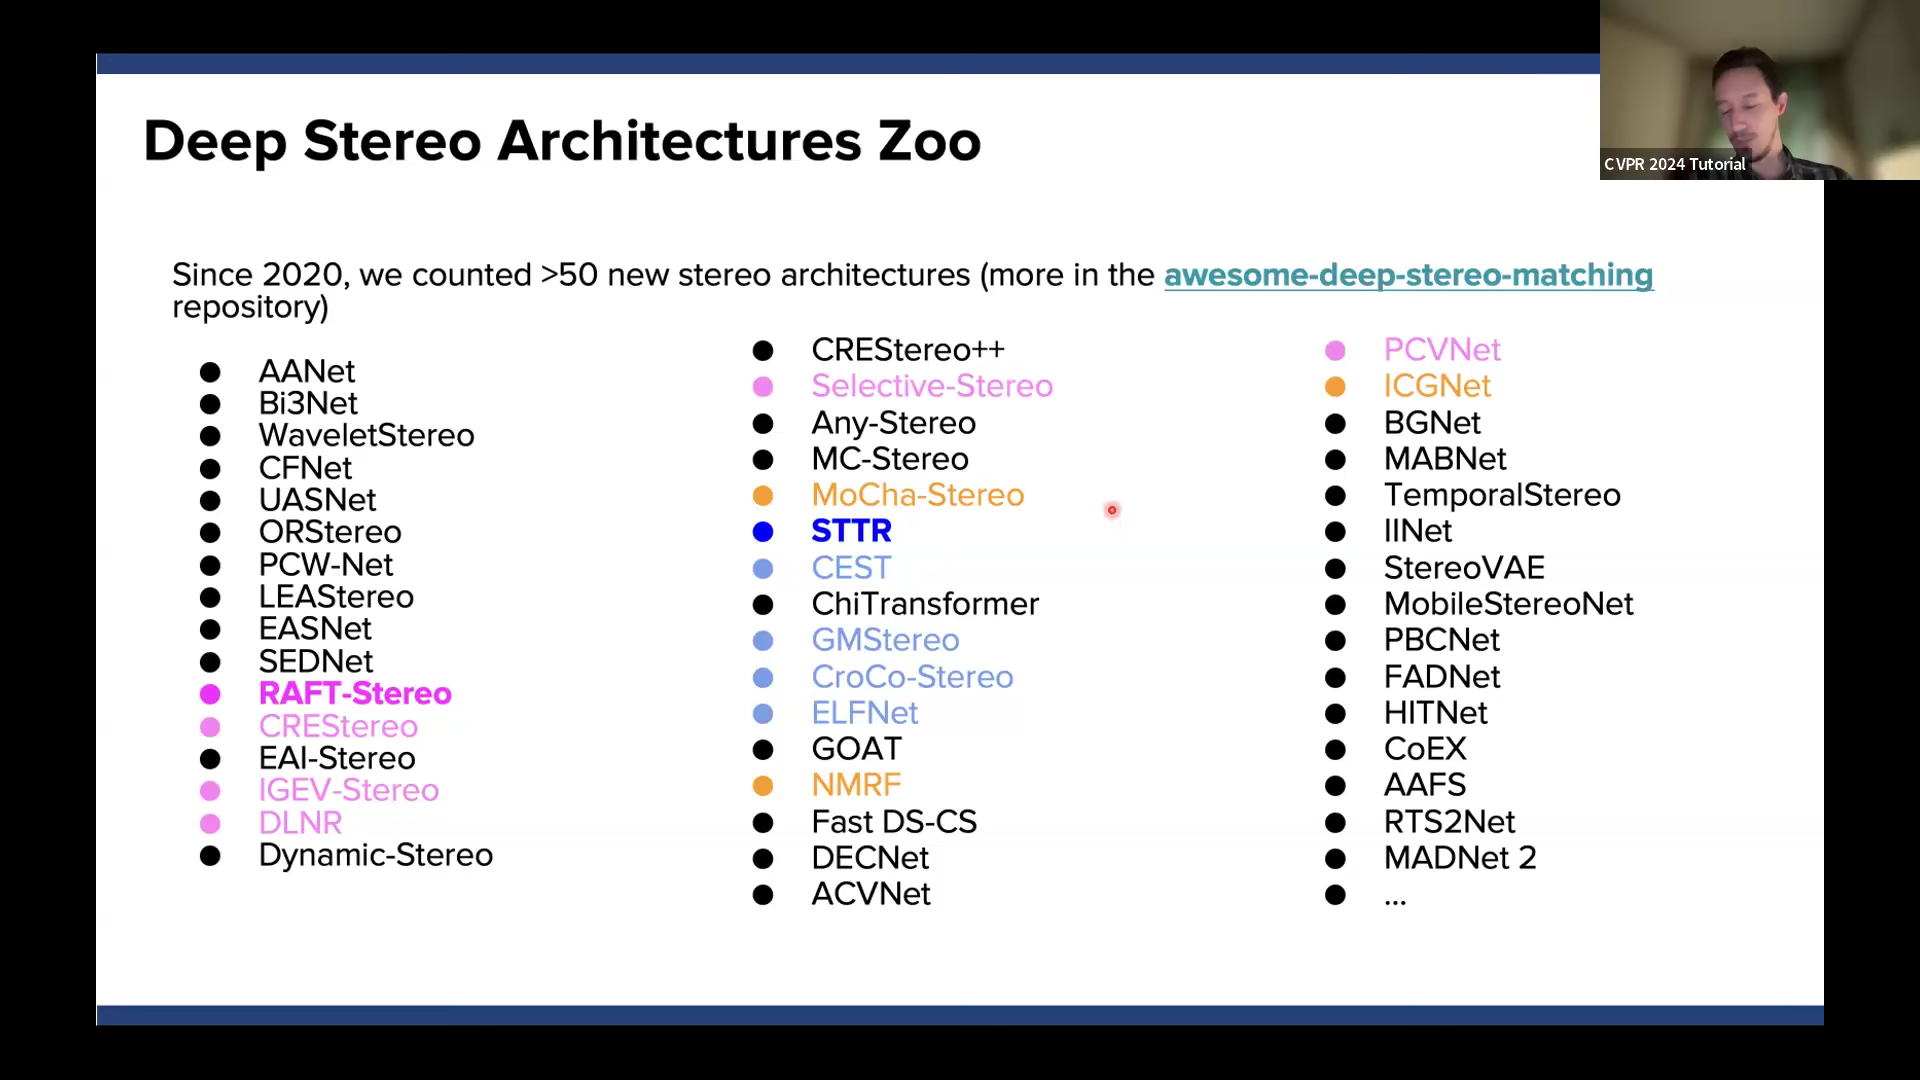 CVPR 2024 Tutorial
Deep Stereo Architectures Zoo
Since 2020, we counted >50 new stereo architectures (more in the awesome-deep-stereo-matching
repository)
AANet
Bi3Net
WaveletStereo
CFNet
UASNet
ORStereo
PCW-Net
LEAStereo
EASNet
SEDNet
RAFT-Stereo
CREStereo
EAI-Stereo
IGEV-Stereo
DLNR
Dynamic-Stereo
CREStereo++
Selective-Stereo
Any-Stereo
MC-Stereo
MoCha-Stereo
STTR
CEST
ChiTransformer
GMStereo
CroCo-Stereo
ELFNet
GOAT
NMRF
Fast DS-CS
DECNet
ACVNet
PCVNet
ICGNet
BGNet
MABNet
TemporalStereo
IINet
StereoVAE
MobileStereoNet
PBCNet
FADNet
HITNet
CoEX
AAFS
RTS2Net
MADNet 2
...